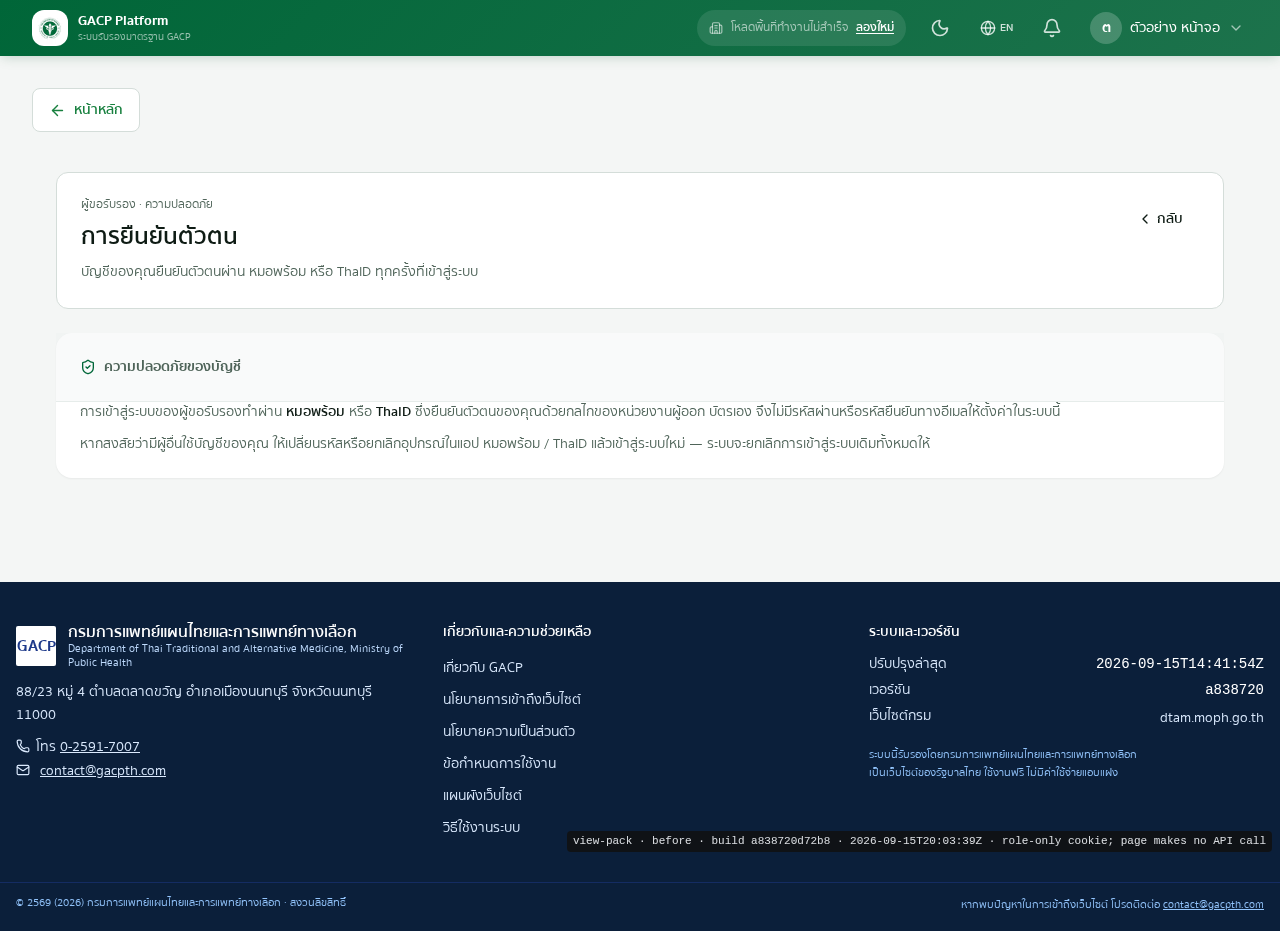 GACP Platform
ระบบรับรองมาตรฐาน GACP
โหลดพื้นที่ทำงานไม่สำเร็จ ลองใหม่
EN
ต ตัวอย่าง หน้าจอ
หน้าหลัก
ผู้ขอรับรอง · ความปลอดภัย
การยืนยันตัวตน
บัญชีของคุณยืนยันตัวตนผ่าน หมอพร้อม หรือ ThaID ทุกครั้งที่เข้าสู่ระบบ
กลับ
ความปลอดภัยของบัญชี
การเข้าสู่ระบบของผู้ขอรับรองทำผ่าน หมอพร้อม หรือ ThaID ซึ่งยืนยันตัวตนของคุณด้วยกลไกของหน่วยงานผู้ออก บัตรเอง จึงไม่มีรหัสผ่านหรือรหัสยืนยันทางอีเมลให้ตั้งค่าในระบบนี้
หากสงสัยว่ามีผู้อื่นใช้บัญชีของคุณ ให้เปลี่ยนรหัสหรือยกเลิกอุปกรณ์ในแอป หมอพร้อม / ThaID แล้วเข้าสู่ระบบใหม่ — ระบบจะยกเลิกการเข้าสู่ระบบเดิมทั้งหมดให้
GACP
กรมการแพทย์แผนไทยและการแพทย์ทางเลือก
Department of Thai Traditional and Alternative Medicine, Ministry of
Public Health
88/23 หมู่ 4 ตำบลตลาดขวัญ อำเภอเมืองนนทบุรี จังหวัดนนทบุรี
11000
โทร 0-2591-7007
contact@gacpth.com
เกี่ยวกับและความช่วยเหลือ
เกี่ยวกับ GACP
นโยบายการเข้าถึงเว็บไซต์
นโยบายความเป็นส่วนตัว
ข้อกำหนดการใช้งาน
แผนผังเว็บไซต์
วิธีใช้งานระบบ
ระบบและเวอร์ชัน
ปรับปรุงล่าสุด 2026-09-15T14:41:54Z
เวอร์ชัน a838720
เว็บไซต์กรม dtam.moph.go.th
ระบบนี้รับรองโดยกรมการแพทย์แผนไทยและการแพทย์ทางเลือก
เป็นเว็บไซต์ของรัฐบาลไทย ใช้งานฟรี ไม่มีค่าใช้จ่ายแอบแฝง
view-pack · before · build a838720d72b8 · 2026-09-15T20:03:39Z · role-only cookie; page makes no API call
© 2569 (2026) กรมการแพทย์แผนไทยและการแพทย์ทางเลือก · สงวนลิขสิทธิ์
หากพบปัญหาในการเข้าถึงเว็บไซต์ โปรดติดต่อ contact@gacpth.com